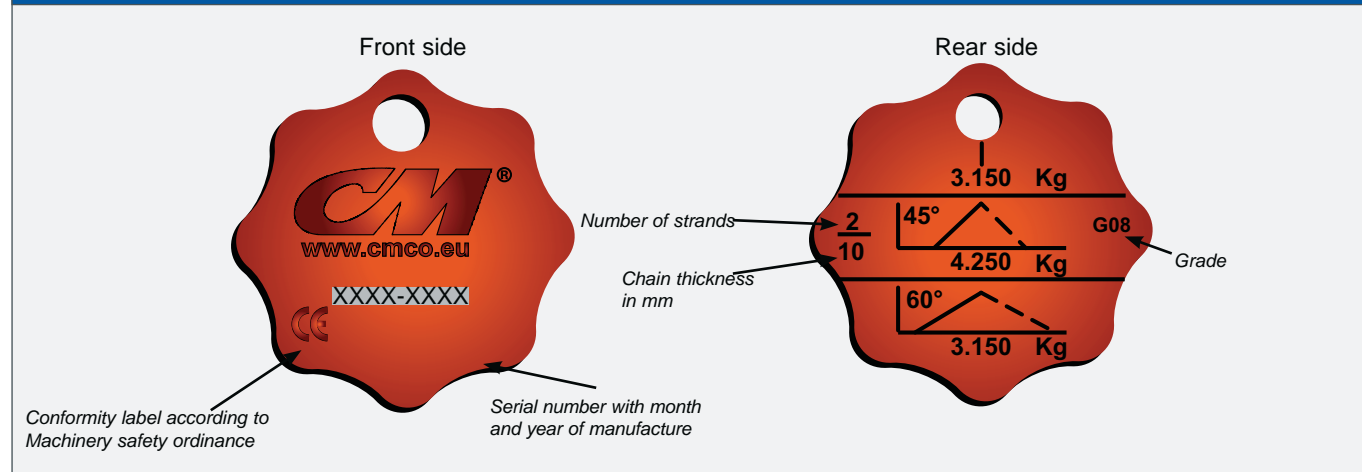 Front side
CM®
www.cmco.eu
XXXX-XXXX
CE
Conformity label according to
Machinery safety ordinance
Serial number with month
and year of manufacture
Rear side
3.150 Kg
Number of strands
2
10
Chain thickness
in mm
45°
4.250 Kg
G08
Grade
60°
3.150 Kg